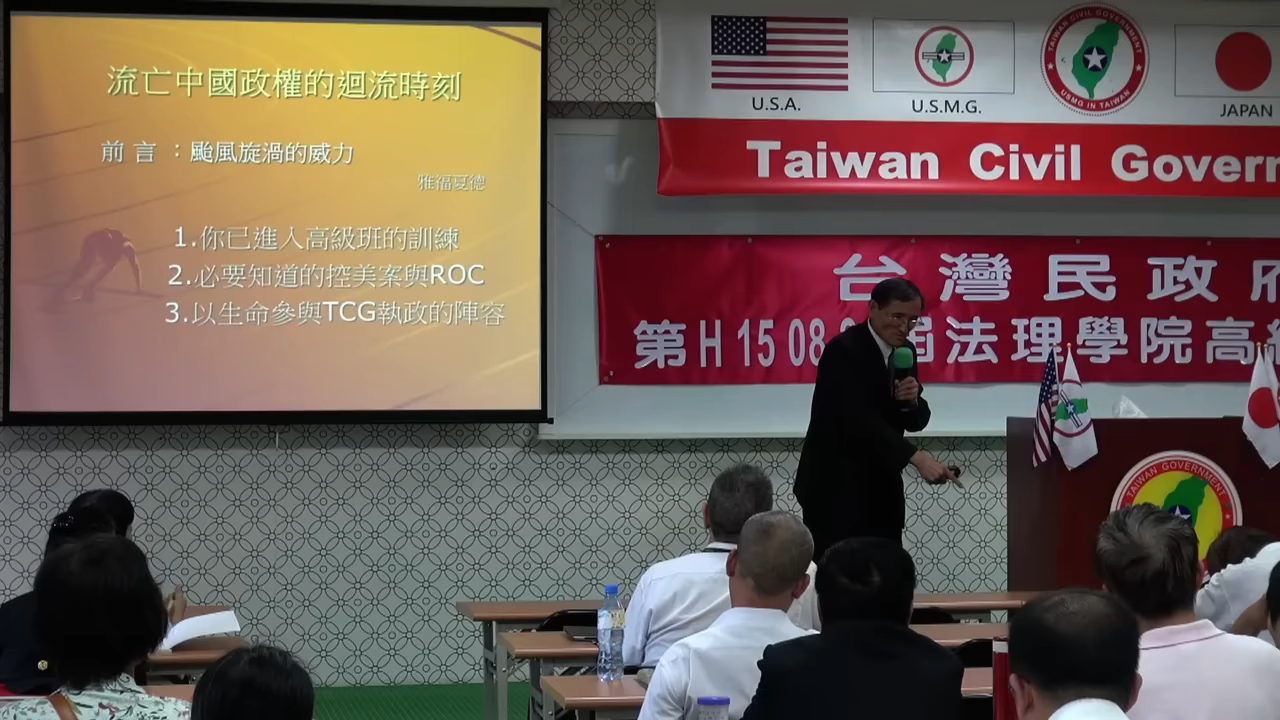 流亡中國政權的迴流時刻
前 言 ：颱風旋渦的威力
雅福夏德
1.你已進入高級班的訓練
2.必要知道的控美案與ROC
3.以生命參與TCG執政的陣容
U.S.A.
U.S.M.G.
TAIWAN CIVIL GOVERNMENT
USMG IN TAIWAN
JAPAN
Taiwan Civil Govern
台灣民政府
第H 15 08 屆法理學院高級
TAIWAN GOVERNMENT